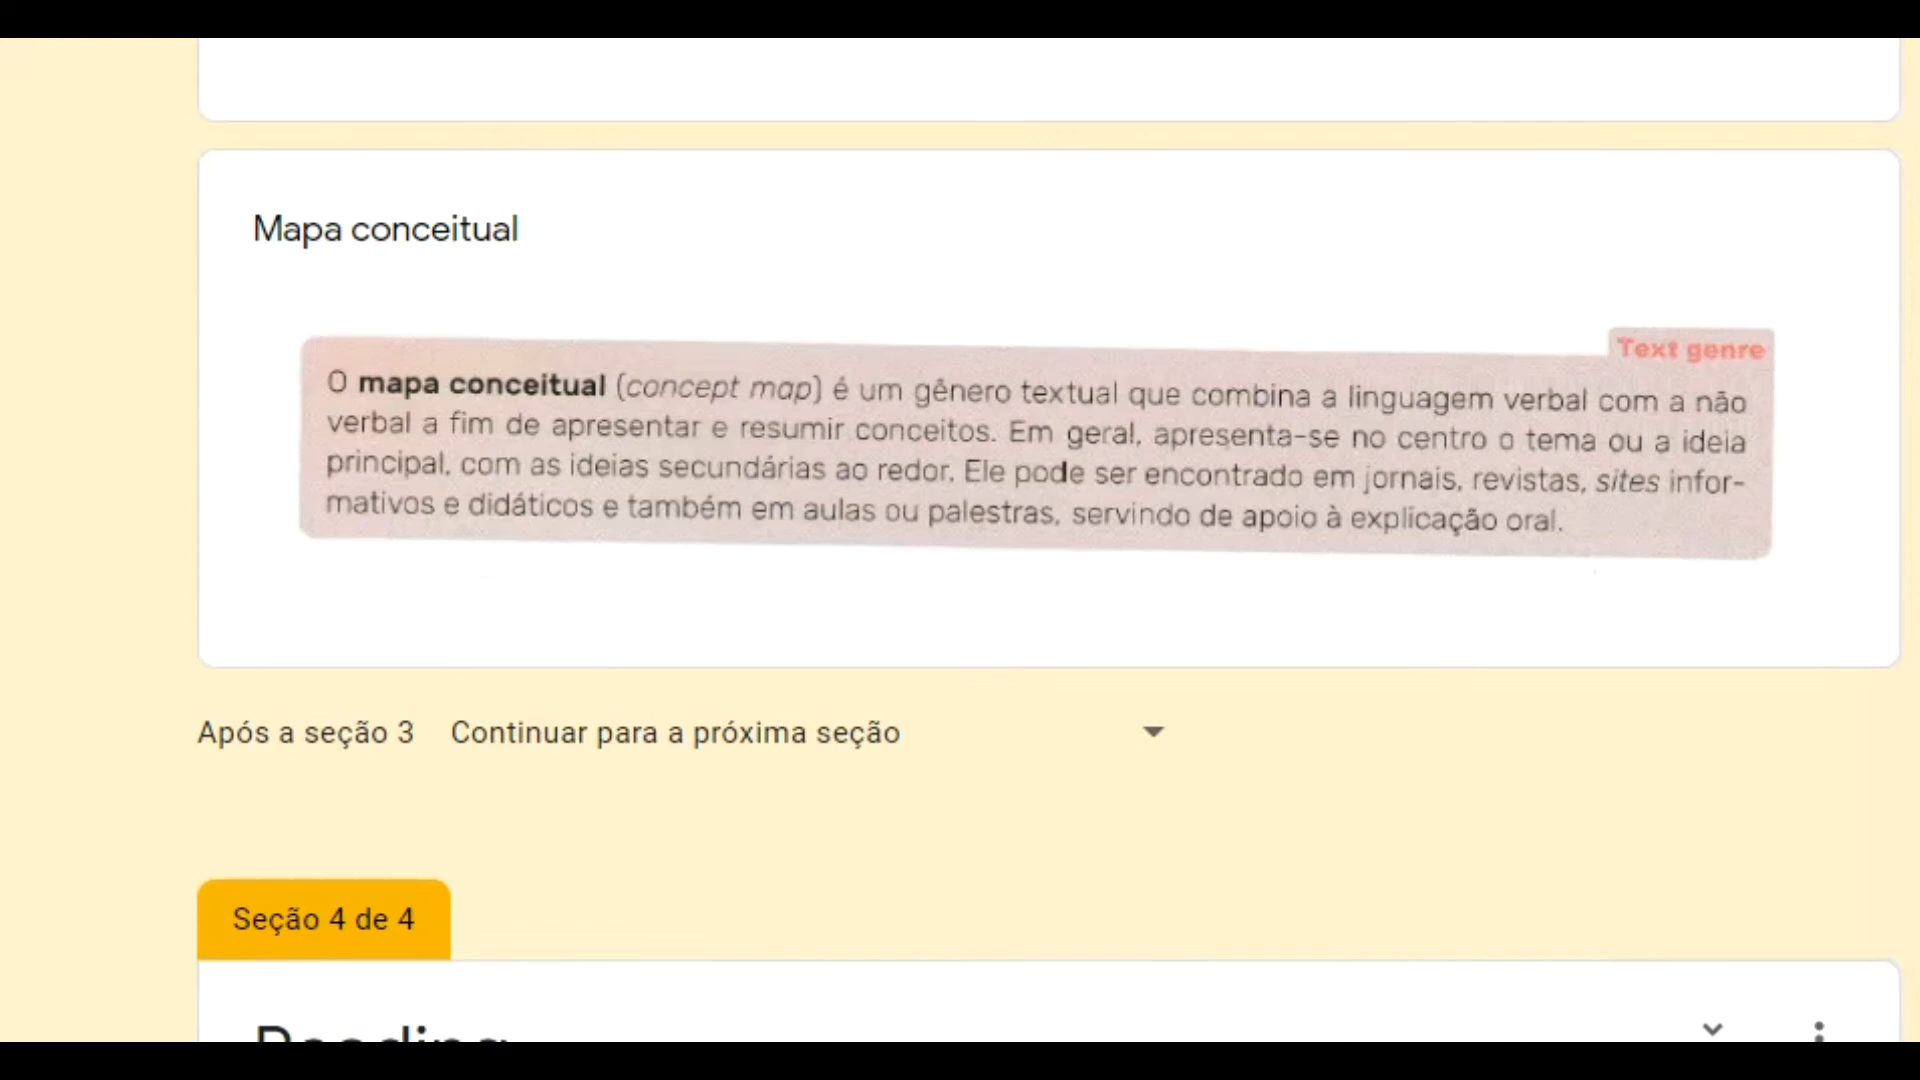 Mapa conceitual
Text genre
O mapa conceitual (concept map) é um gênero textual que combina a linguagem verbal com a não
verbal a fim de apresentar e resumir conceitos. Em geral, apresenta-se no centro o tema ou a ideia
principal, com as ideias secundárias ao redor. Ele pode ser encontrado em jornais, revistas, sites infor-
mativos e didáticos e também em aulas ou palestras, servindo de apoio à explicação oral.
Após a seção 3 Continuar para a próxima seção
Seção 4 de 4
Reading